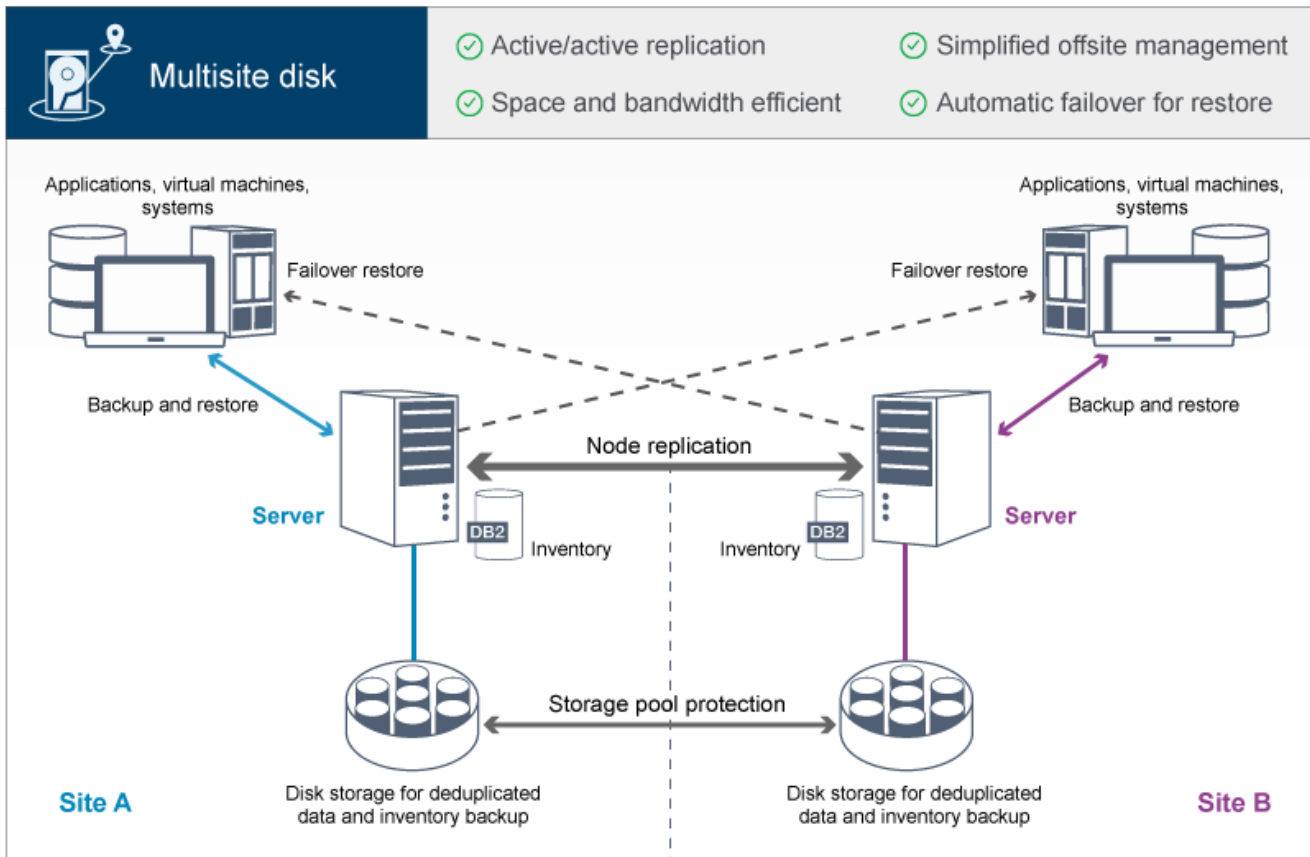 Multisite disk
Active/active replication
Simplified offsite management
Space and bandwidth efficient
Automatic failover for restore
Applications, virtual machines,
systems
Applications, virtual machines,
systems
Failover restore
Failover restore
Backup and restore
Backup and restore
Node replication
Server
Server
DB2
Inventory
Inventory
DB2
Storage pool protection
Site A
Disk storage for deduplicated
data and inventory backup
Disk storage for deduplicated
data and inventory backup
Site B